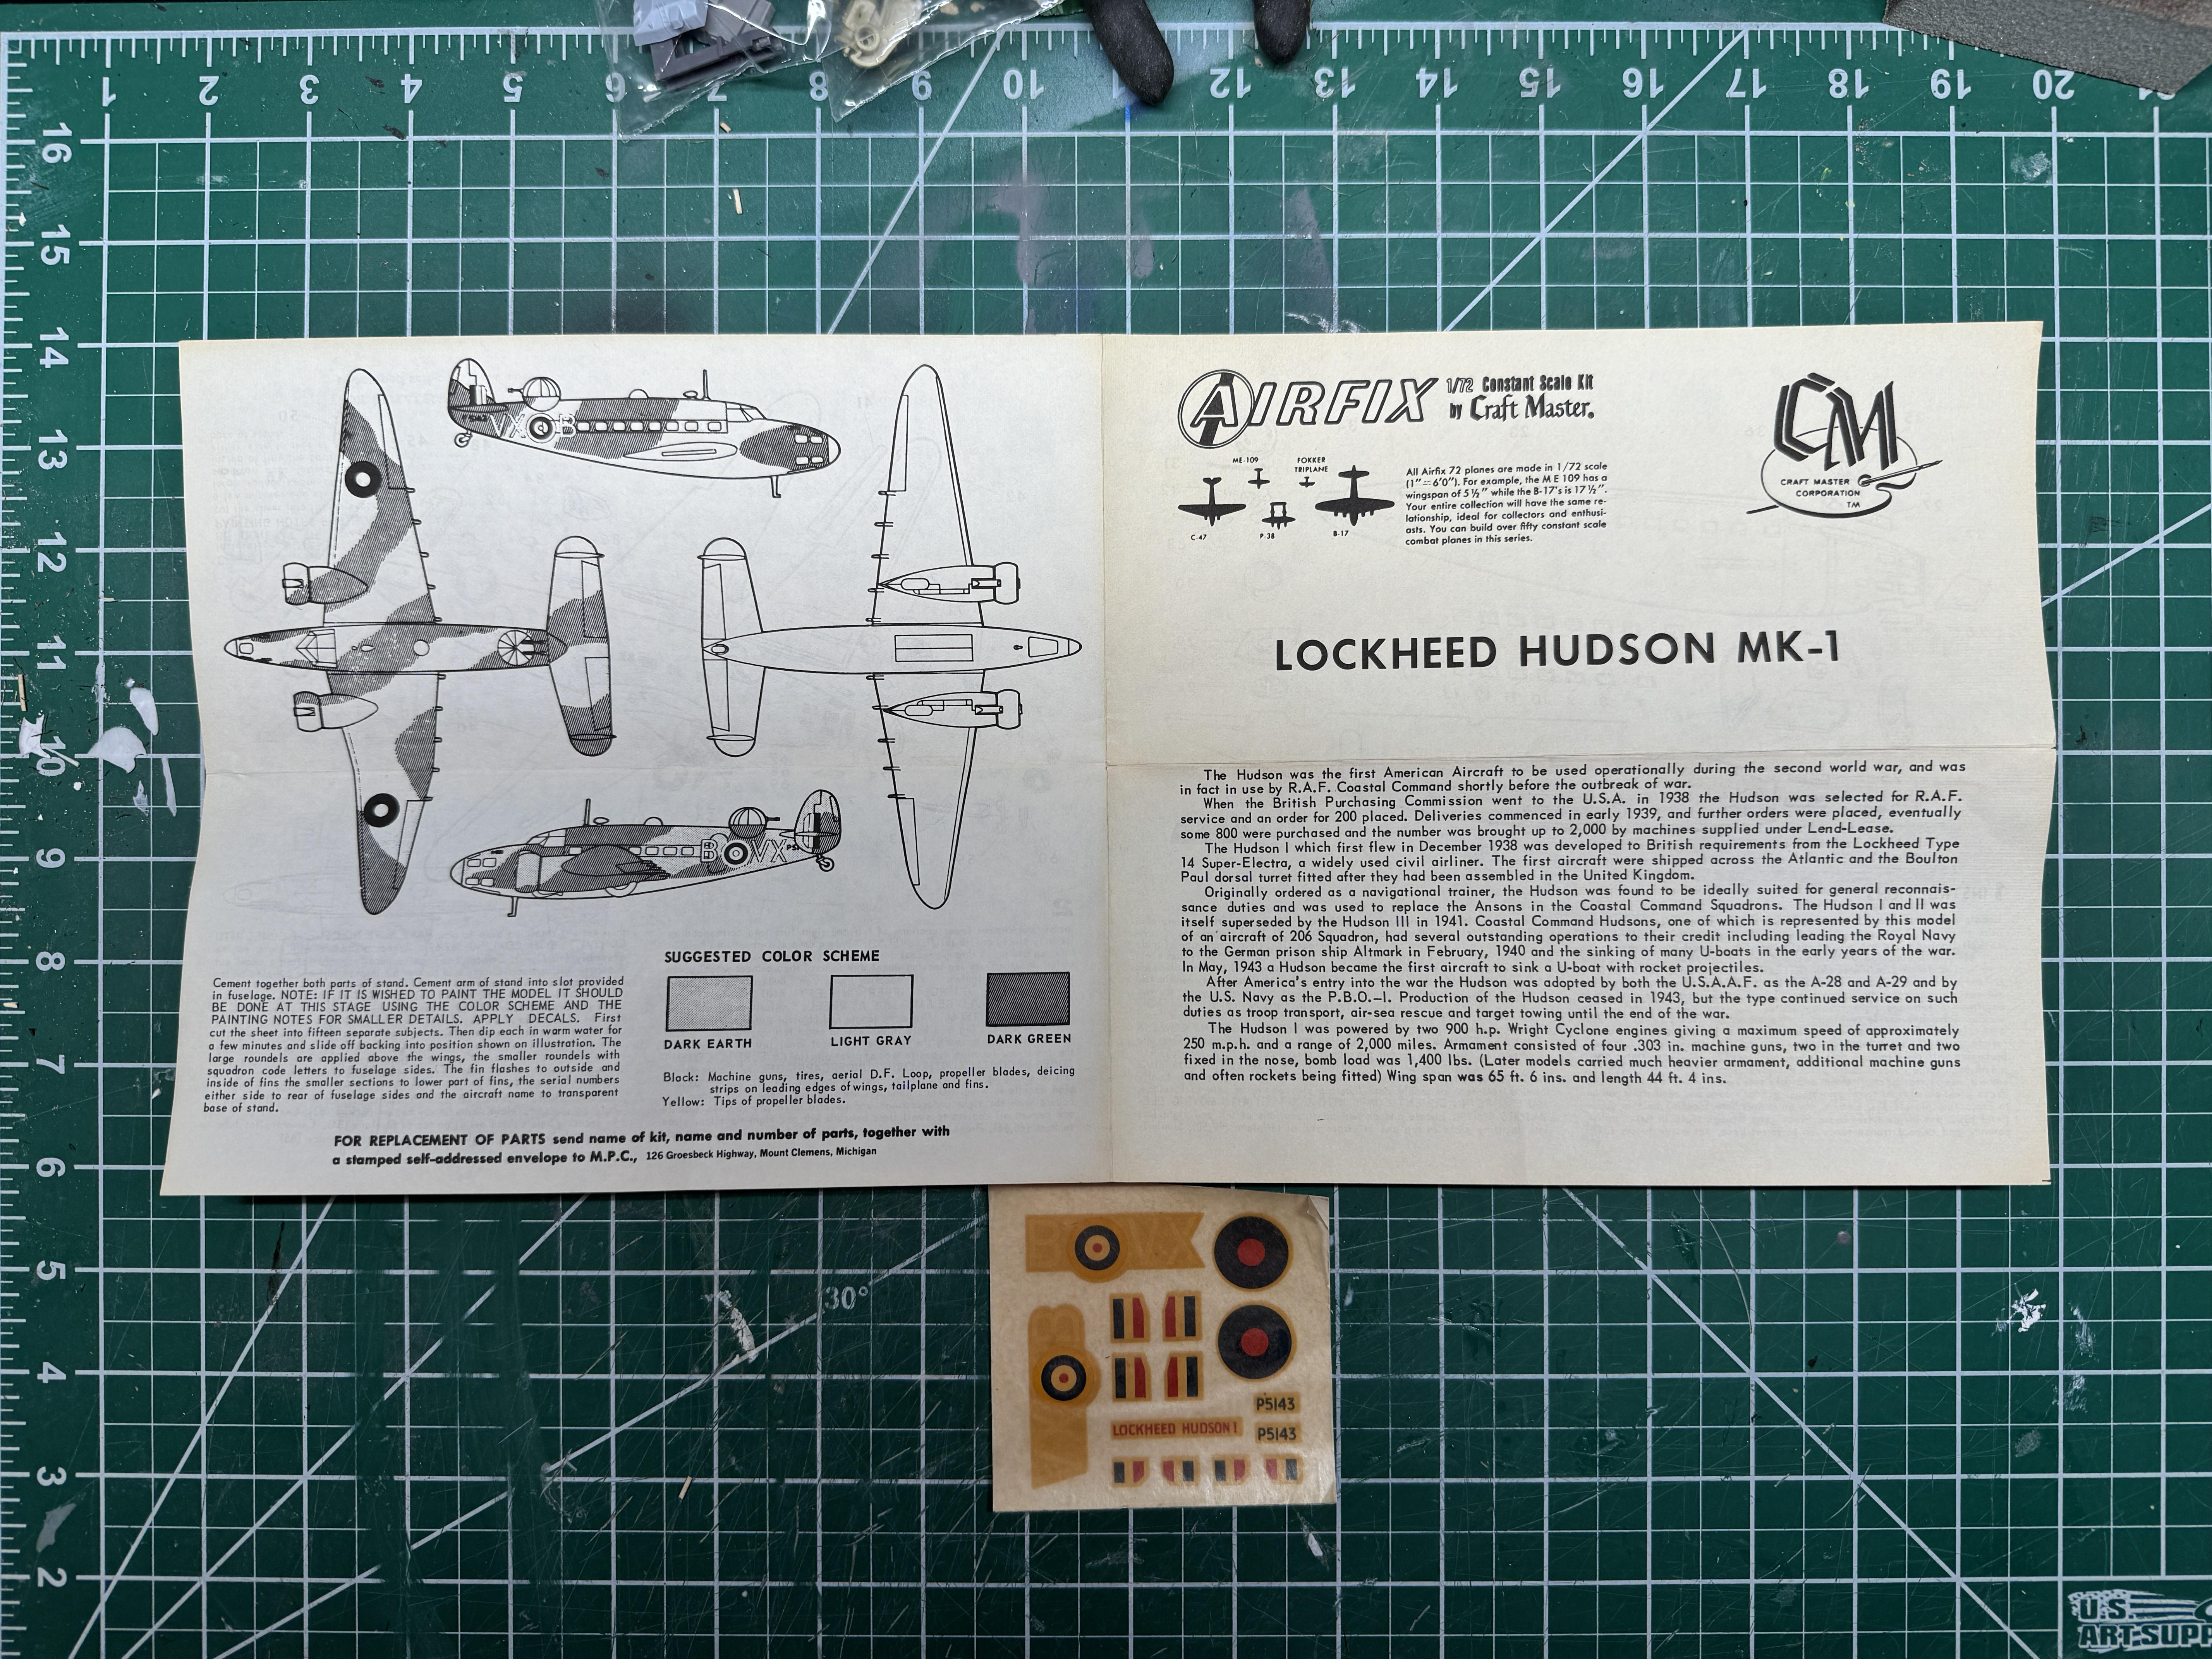 1 2 3 4 5 6 7 8 9 10 11 12 13 14 15 16 17 18 19 20 21
16
15
14
13
12
11
10
9
8
7
6
5
4
3
2
VX B
B VX
SUGGESTED COLOR SCHEME
DARK EARTH
LIGHT GRAY
DARK GREEN
Black: Machine guns, tires, aerial D.F. Loop, propeller blades, deicing
strips on leading edges of wings, tailplane and fins.
Yellow: Tips of propeller blades.
Cement together both parts of stand. Cement arm of stand into slot provided
in fuselage. NOTE: IF IT IS WISHED TO PAINT THE MODEL IT SHOULD
BE DONE AT THIS STAGE USING THE COLOR SCHEME AND THE
PAINTING NOTES FOR SMALLER DETAILS. APPLY DECALS. First
cut the sheet into fifteen separate subjects. Then dip each in warm water for
a few minutes and slide off backing into position shown on illustration. The
large roundels are applied above the wings, the smaller roundels with
squadron code letters to fuselage sides. The fin flashes to outside and
inside of fins the smaller sections to lower part of fins, the serial numbers
either side to rear of fuselage sides and the aircraft name to transparent
base of stand.
FOR REPLACEMENT OF PARTS send name of kit, name and number of parts, together with
a stamped self-addressed envelope to M.P.C., 126 Groesbeck Highway, Mount Clemens, Michigan
AIRFIX 1/72 Constant Scale Kit
by Craft Master.
ME-109
FOKKER
TRIPLANE
C-47
P-38
B-17
All Airfix 72 planes are made in 1/72 scale
(1"=6'0"). For example, the M E 109 has a
wingspan of 5½" while the B-17's is 17½".
Your entire collection will have the same re-
lationship, ideal for collectors and enthusi-
asts. You can build over fifty constant scale
combat planes in this series.
CM
CRAFT MASTER
CORPORATION
TM
LOCKHEED HUDSON MK-1
The Hudson was the first American Aircraft to be used operationally during the second world war, and was
in fact in use by R.A.F. Coastal Command shortly before the outbreak of war.
When the British Purchasing Commission went to the U.S.A. in 1938 the Hudson was selected for R.A.F.
service and an order for 200 placed. Deliveries commenced in early 1939, and further orders were placed, eventually
some 800 were purchased and the number was brought up to 2,000 by machines supplied under Lend-Lease.
The Hudson I which first flew in December 1938 was developed to British requirements from the Lockheed Type
14 Super-Electra, a widely used civil airliner. The first aircraft were shipped across the Atlantic and the Boulton
Paul dorsal turret fitted after they had been assembled in the United Kingdom.
Originally ordered as a navigational trainer, the Hudson was found to be ideally suited for general reconnais-
sance duties and was used to replace the Ansons in the Coastal Command Squadrons. The Hudson I and II was
itself superseded by the Hudson III in 1941. Coastal Command Hudsons, one of which is represented by this model
of an aircraft of 206 Squadron, had several outstanding operations to their credit including leading the Royal Navy
to the German prison ship Altmark in February, 1940 and the sinking of many U-boats in the early years of the war.
In May, 1943 a Hudson became the first aircraft to sink a U-boat with rocket projectiles.
After America's entry into the war the Hudson was adopted by both the U.S.A.A.F. as the A-28 and A-29 and by
the U.S. Navy as the P.B.O.-I. Production of the Hudson ceased in 1943, but the type continued service on such
duties as troop transport, air-sea rescue and target towing until the end of the war.
The Hudson I was powered by two 900 h.p. Wright Cyclone engines giving a maximum speed of approximately
250 m.p.h. and a range of 2,000 miles. Armament consisted of four .303 in. machine guns, two in the turret and two
fixed in the nose, bomb load was 1,400 lbs. (Later models carried much heavier armament, additional machine guns
and often rockets being fitted) Wing span was 65 ft. 6 ins. and length 44 ft. 4 ins.
B VX
B
P5143
LOCKHEED HUDSON I
P5143
30°
U.S.
ART SUPP